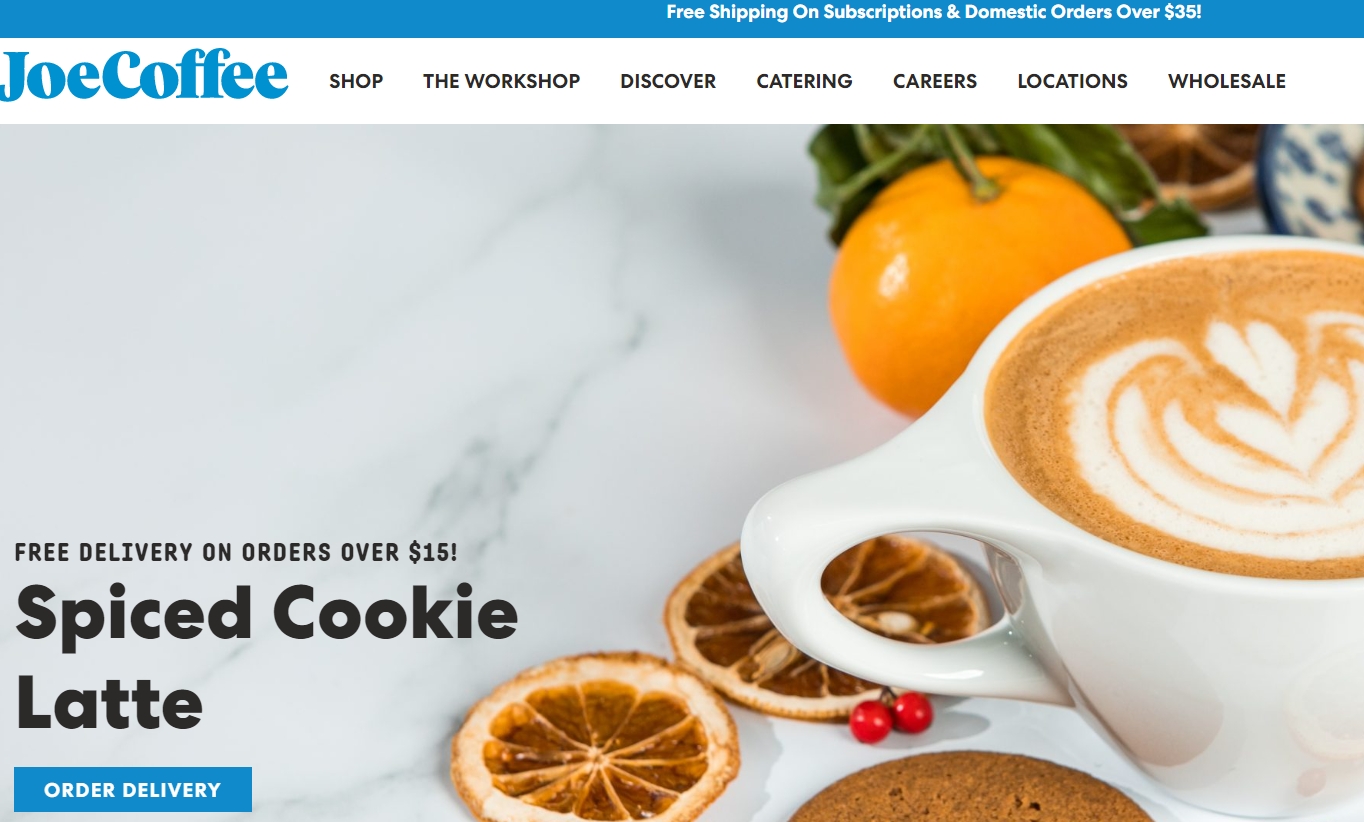 Free Shipping On Subscriptions & Domestic Orders Over $35!
JoeCoffee
SHOP THE WORKSHOP DISCOVER CATERING CAREERS LOCATIONS WHOLESALE
FREE DELIVERY ON ORDERS OVER $15!
Spiced Cookie
Latte
ORDER DELIVERY